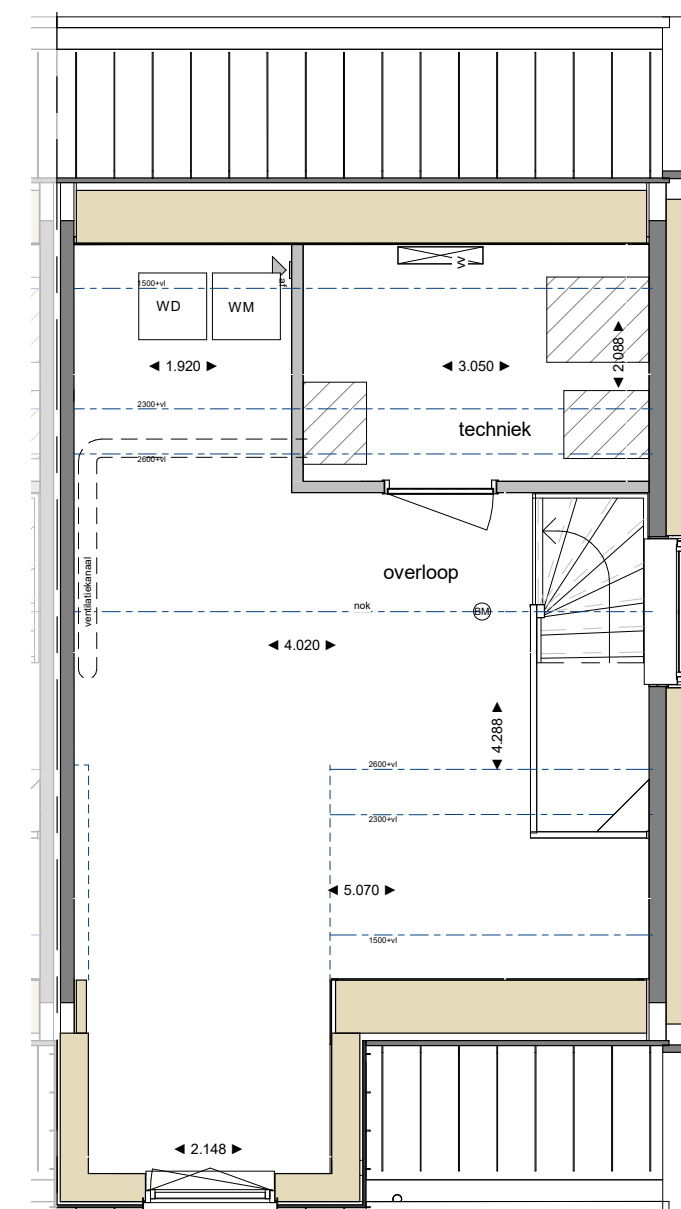 1500+vl
WD
WM
af
W
◄ 1.920 ►
◄ 3.050 ►
◄ 2.088 ►
2300+vl
techniek
2600+vl
overloop
ventilatiekanaal
nok
BM
◄ 4.020 ►
◄ 4.288 ►
2600+vl
2300+vl
◄ 5.070 ►
1500+vl
◄ 2.148 ►